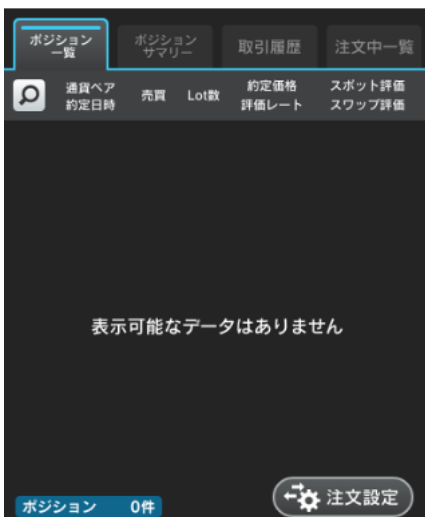 ポジション
一覧
ポジション
サマリー
取引履歴
注文中一覧
通貨ペア
約定日時
売買
Lot数
約定価格
評価レート
スポット評価
スワップ評価
表示可能なデータはありません
注文設定
ポジション 0件